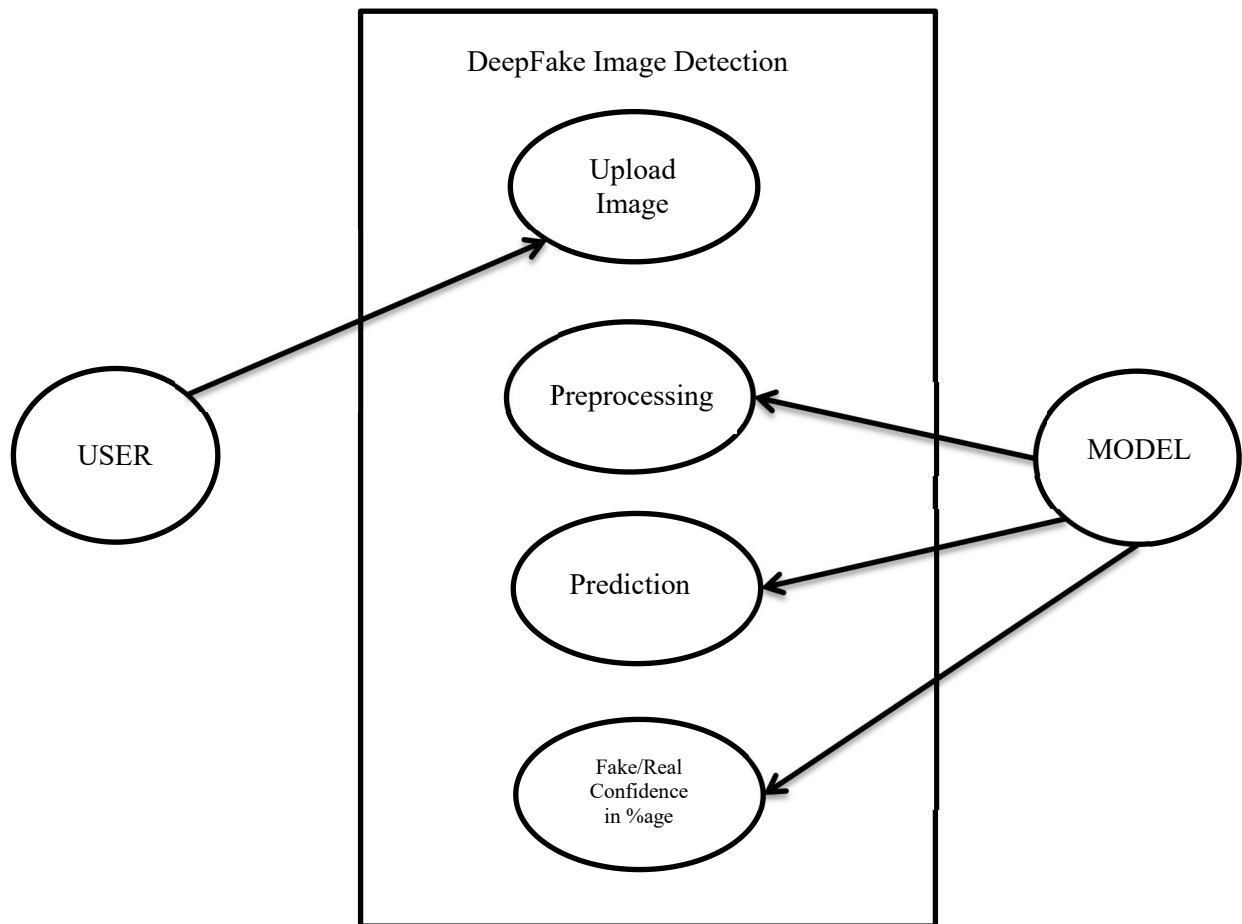 DeepFake Image Detection
Upload
Image
Preprocessing
USER
MODEL
Prediction
Fake/Real
Confidence
in %age